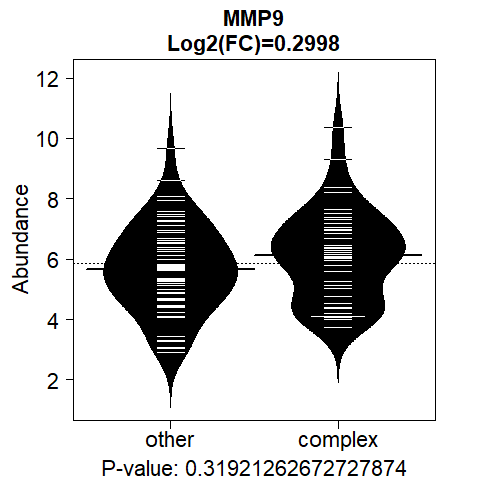 MMP9
Log2(FC)=0.2998
12
10
8
6
4
2
Abundance
other complex
P-value: 0.31921262672727874